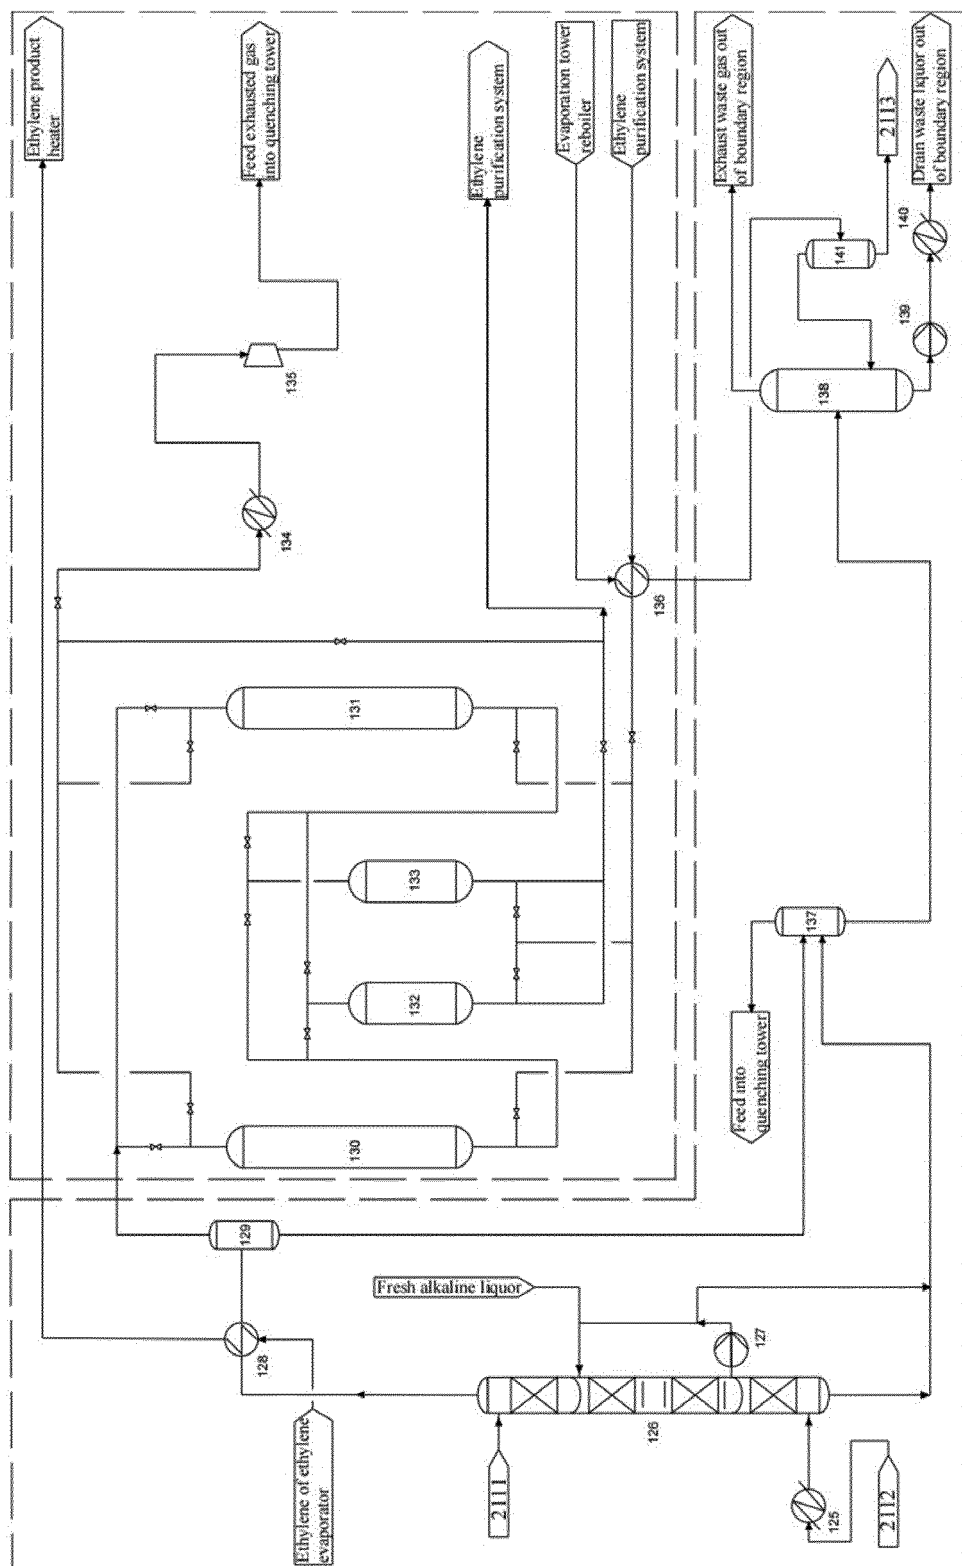 Ethylene product
heater
Feed exhausted gas
into quenching tower
Ethylene
purification system
Evaporation tower
reboiler
Ethylene
purification system
Exhaust waste gas out
of boundary region
2113
Drain waste liquor out
of boundary region
135
134
131
136
141
140
139
138
133
132
130
137
Feed into
quenching tower
129
128
Fresh alkaline liquor
127
126
Ethylene of ethylene
evaporator
2111
125
2112